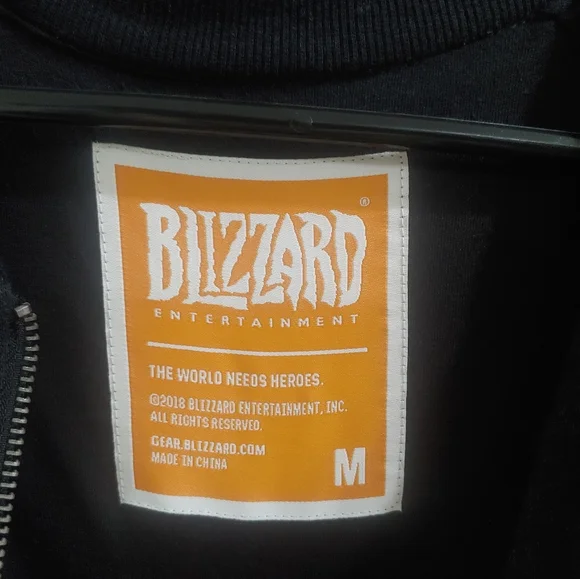 BLIZZARD®
ENTERTAINMENT
THE WORLD NEEDS HEROES.
©2018 BLIZZARD ENTERTAINMENT, INC.
ALL RIGHTS RESERVED.
GEAR.BLIZZARD.COM
MADE IN CHINA
M